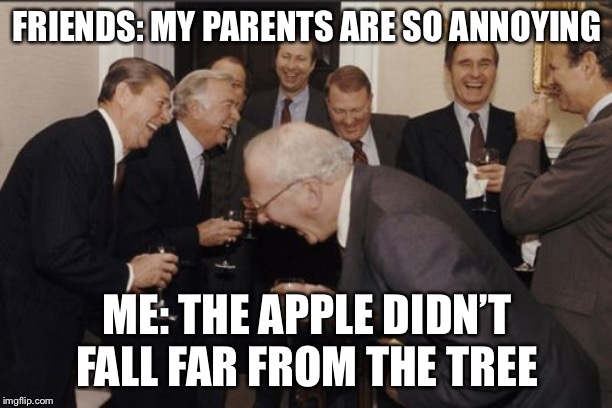 FRIENDS: MY PARENTS ARE SO ANNOYING
ME: THE APPLE DIDN’T
FALL FAR FROM THE TREE
imgflip.com